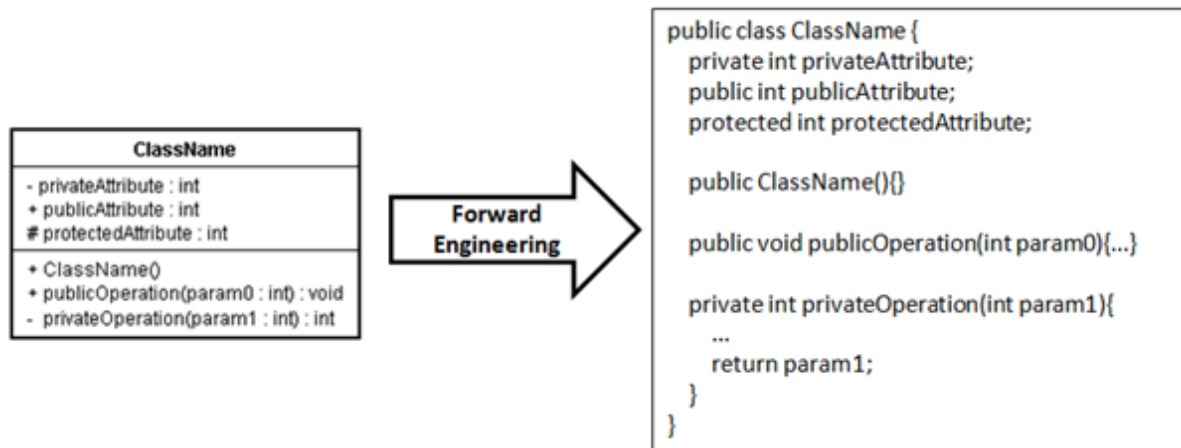 ClassName
- privateAttribute : int
+ publicAttribute : int
# protectedAttribute : int
+ ClassName()
+ publicOperation(param0 : int) : void
- privateOperation(param1 : int) : int
Forward
Engineering
public class ClassName {
private int privateAttribute;
public int publicAttribute;
protected int protectedAttribute;
public ClassName(){}
public void publicOperation(int param0){...}
private int privateOperation(int param1){
...
return param1;
}
}